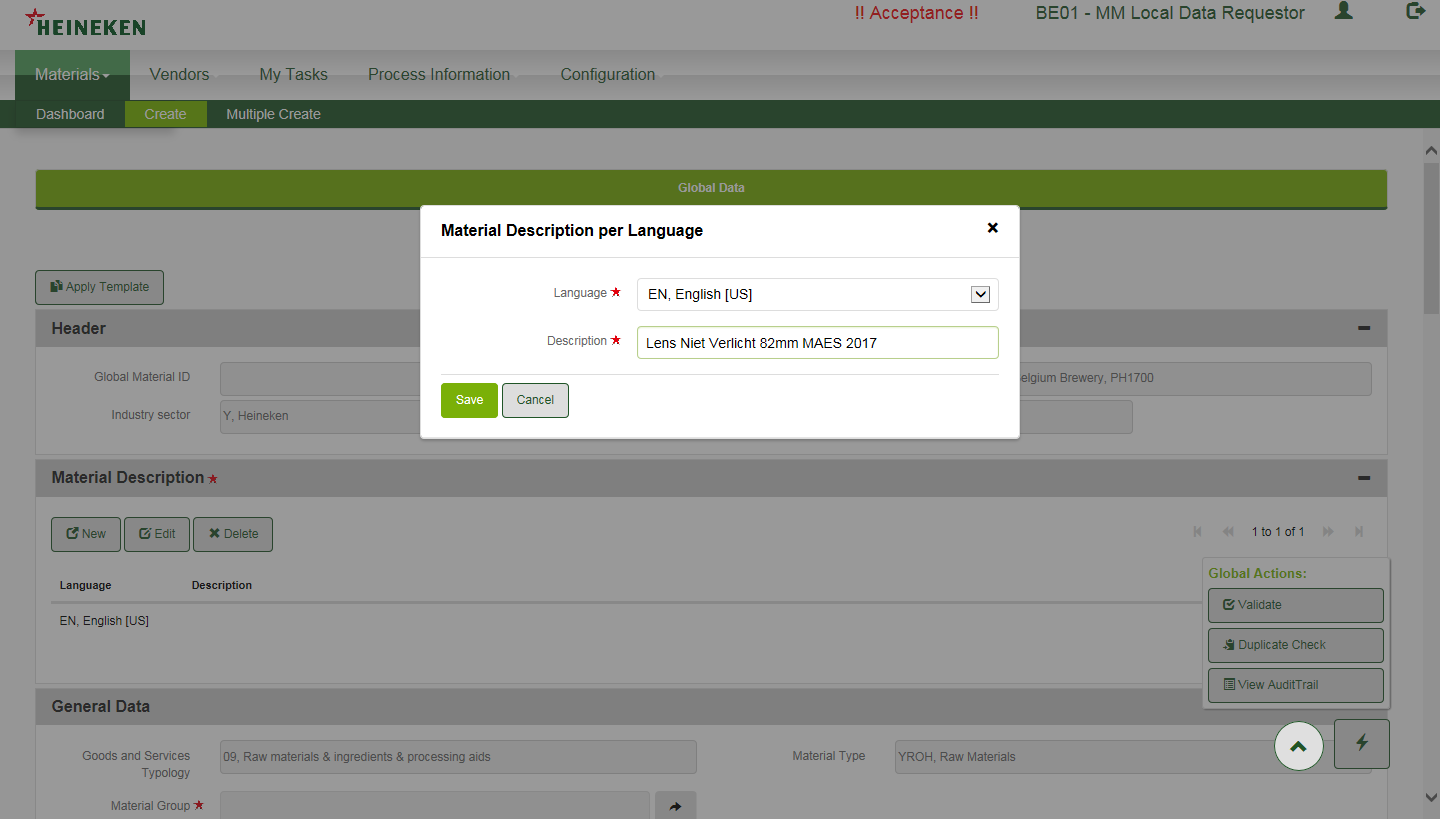 HEINEKEN
!! Acceptance !!
BE01 - MM Local Data Requestor
Materials
Vendors
My Tasks
Process Information
Configuration
Dashboard
Create
Multiple Create
Global Data
Material Description per Language
Language
EN, English [US]
Description
Lens Niet Verlicht 82mm MAES 2017
Save
Cancel
Apply Template
Header
Global Material ID
elgium Brewery, PH1700
Industry sector
Y, Heineken
Material Description
New
Edit
Delete
1 to 1 of 1
Language
Description
EN, English [US]
Global Actions:
Validate
Duplicate Check
View AuditTrail
General Data
Goods and Services
Typology
09, Raw materials & ingredients & processing aids
Material Type
YROH, Raw Materials
Material Group